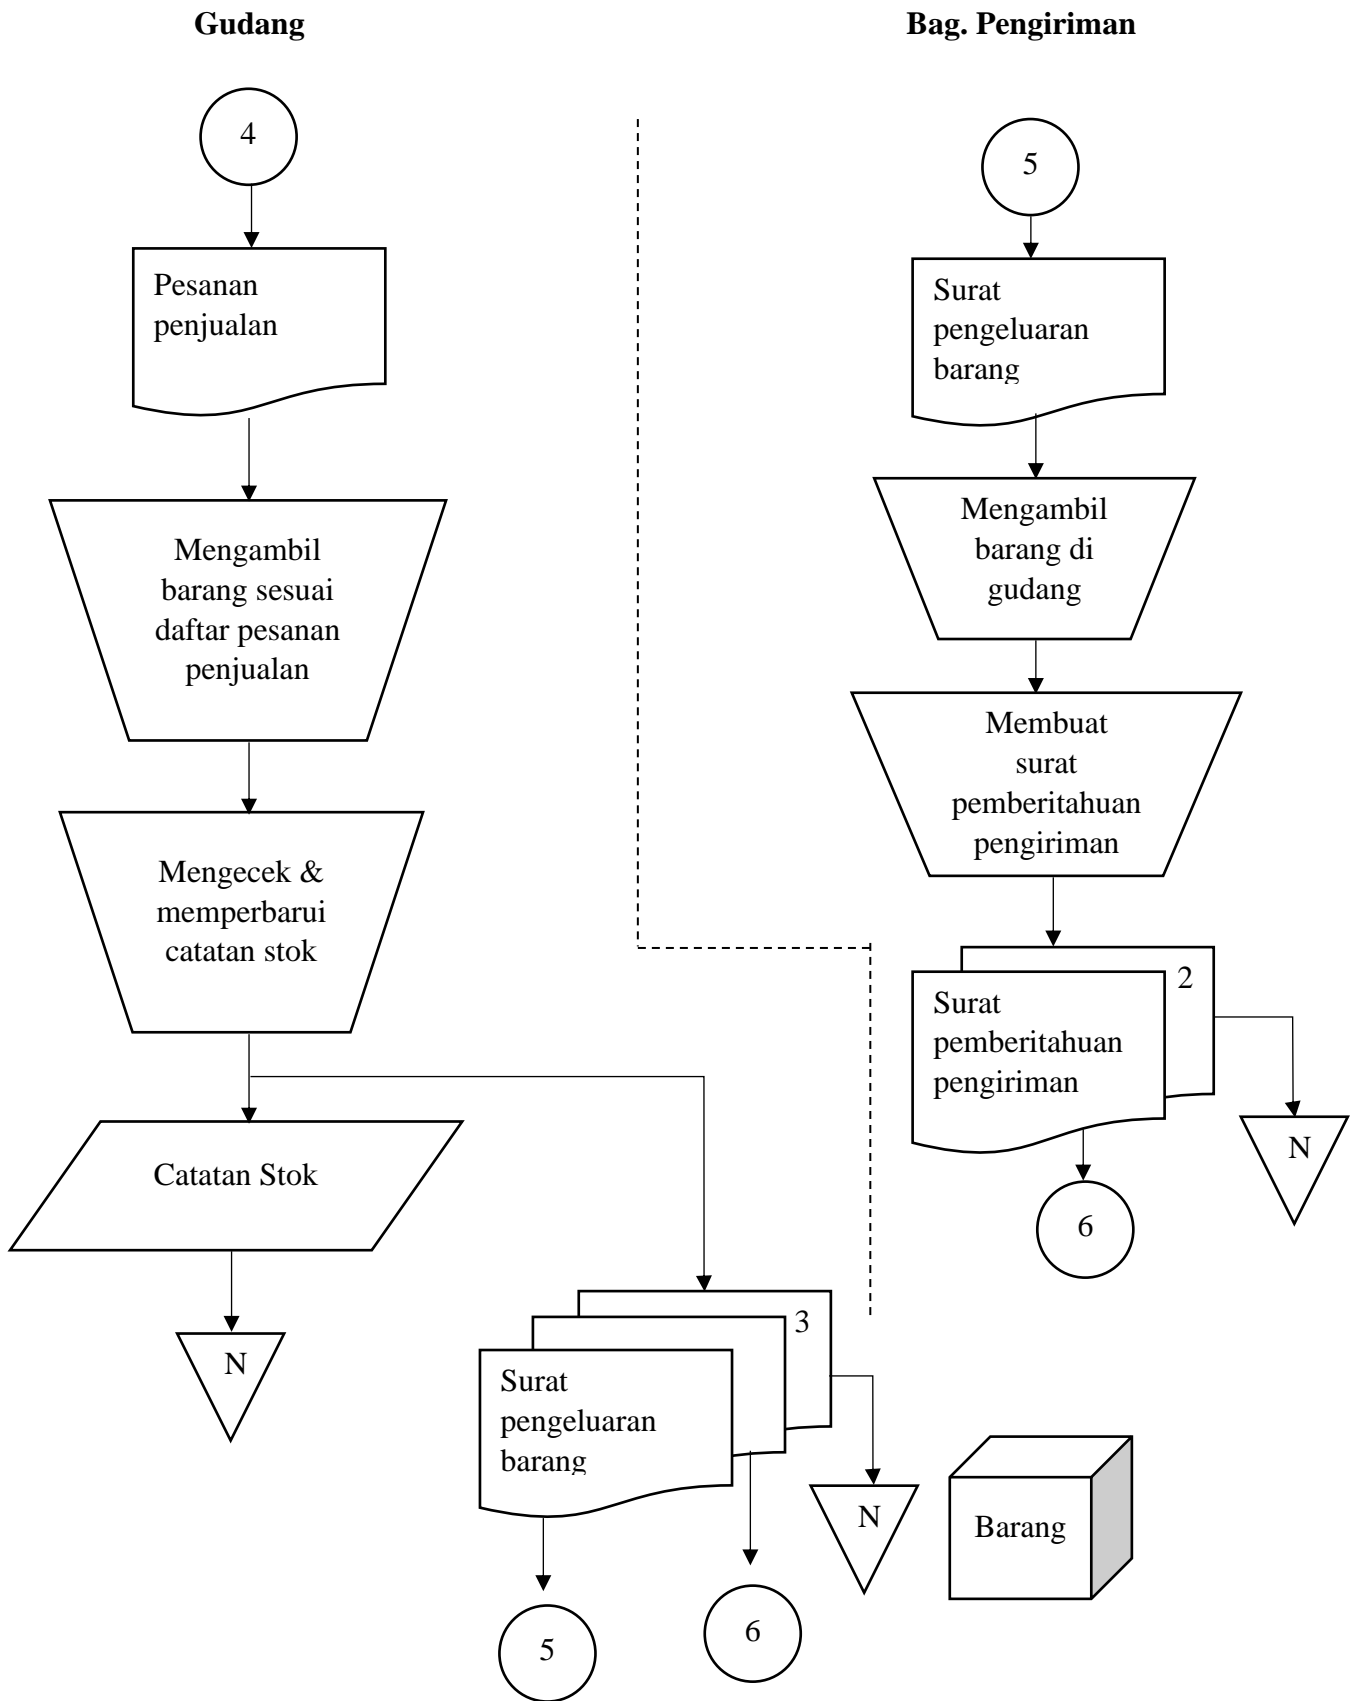 Gudang
4
Pesanan
penjualan
Mengambil
barang sesuai
daftar pesanan
penjualan
Mengecek &
memperbarui
catatan stok
Catatan Stok
N
3
Surat
pengeluaran
barang
N
5
6
Bag. Pengiriman
5
Surat
pengeluaran
barang
Mengambil
barang di
gudang
Membuat
surat
pemberitahuan
pengiriman
2
Surat
pemberitahuan
pengiriman
N
6
Barang